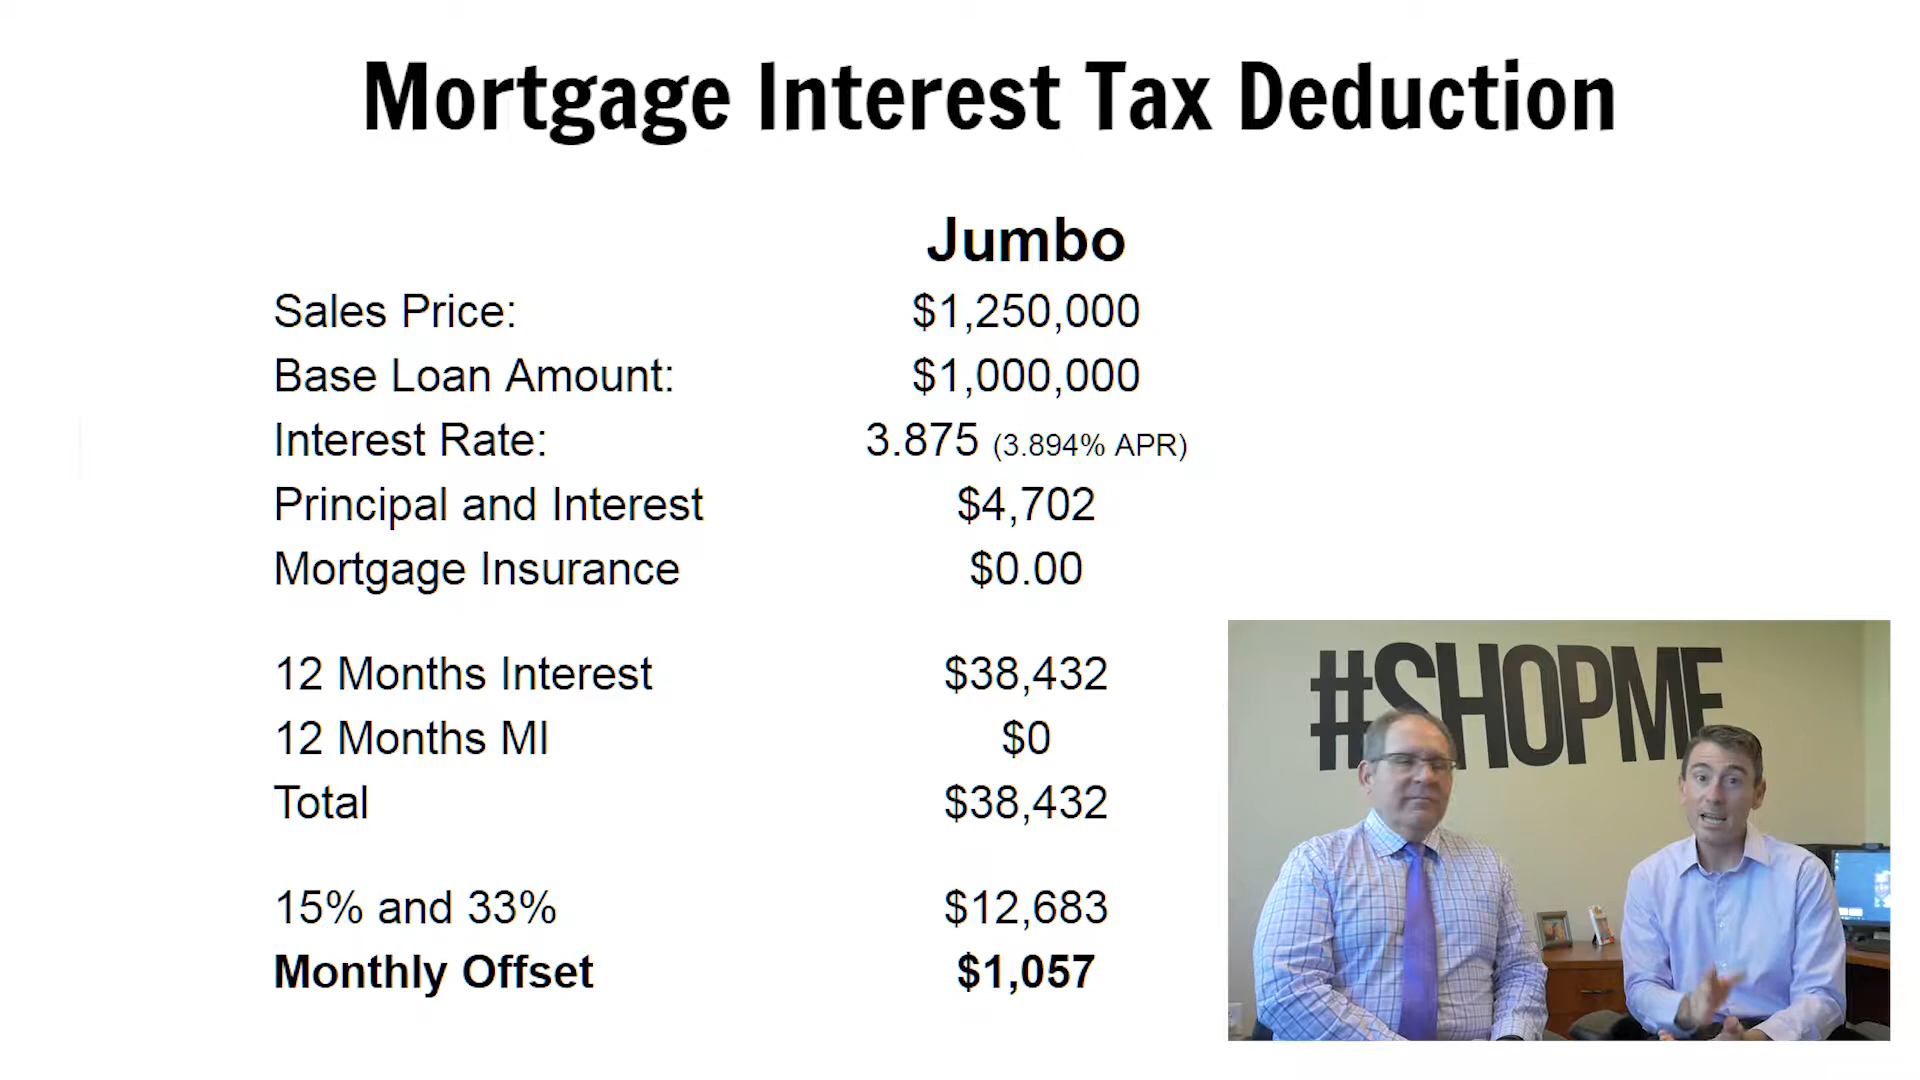 Mortgage Interest Tax Deduction
Jumbo
Sales Price: $1,250,000
Base Loan Amount: $1,000,000
Interest Rate: 3.875 (3.894% APR)
Principal and Interest $4,702
Mortgage Insurance $0.00
12 Months Interest $38,432
12 Months MI $0
Total $38,432
15% and 33% $12,683
Monthly Offset $1,057
#SHOPME